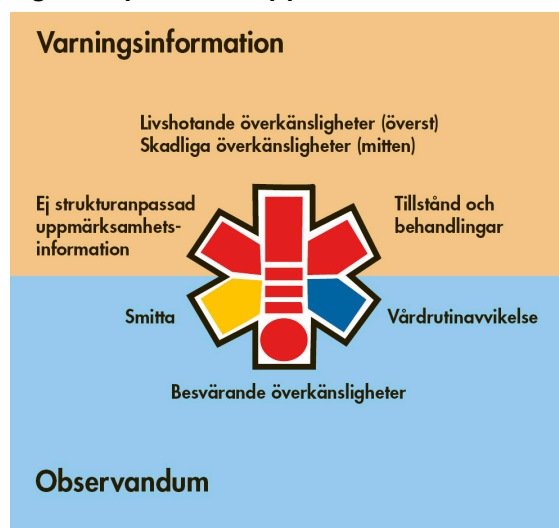 Varningsinformation
Livshotande överkänsligheter (överst)
Skadliga överkänsligheter (mitten)
Ej strukturanpassad
uppmärksamhets-
information
Tillstånd och
behandlingar
Smitta
Vårdrutinavvikelse
Besvärande överkänsligheter
Observandum